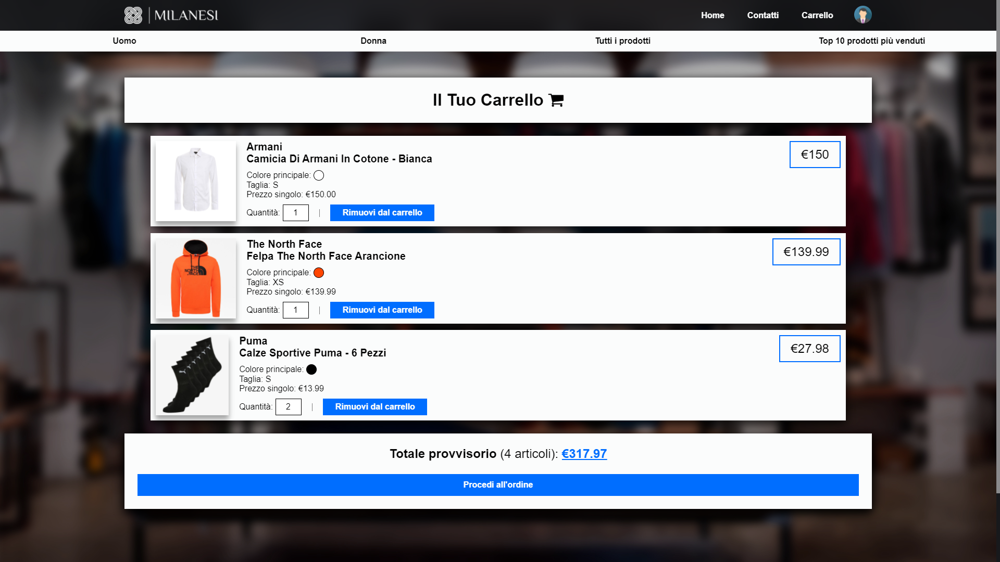 MILANESI
Home Contatti Carrello
Uomo Donna Tutti i prodotti Top 10 prodotti più venduti
Il Tuo Carrello
Armani
Camicia Di Armani In Cotone - Bianca
€150
Colore principale:
Taglia: S
Prezzo singolo: €150.00
Quantità: 1 | Rimuovi dal carrello
The North Face
Felpa The North Face Arancione
€139.99
THE
NORTH
FACE
Colore principale:
Taglia: XS
Prezzo singolo: €139.99
Quantità: 1 | Rimuovi dal carrello
Puma
Calze Sportive Puma - 6 Pezzi
€27.98
Colore principale:
Taglia: S
Prezzo singolo: €13.99
Quantità: 2 | Rimuovi dal carrello
Totale provvisorio (4 articoli): €317.97
Procedi all'ordine